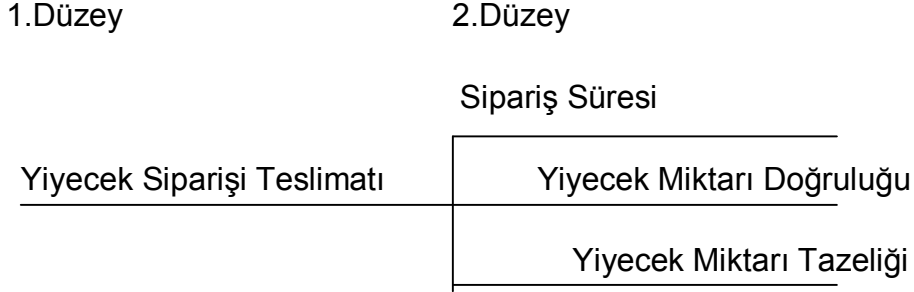 1.Düzey 2.Düzey
Sipariş Süresi
Yiyecek Siparişi Teslimatı Yiyecek Miktarı Doğruluğu
Yiyecek Miktarı Tazeliği